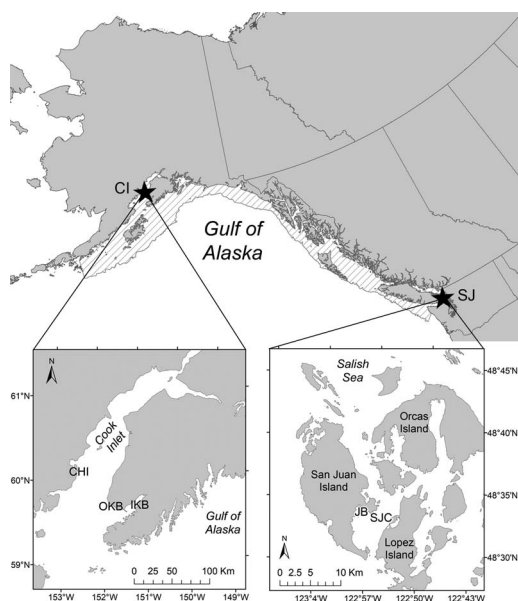 CI
Gulf of
Alaska
SJ
N
61°N
60°N
59°N
Cook
Inlet
CHI
OKB
IKB
Gulf of
Alaska
0 25 50 100 Km
153°W 151°W 149°W
N
Salish
Sea
Orcas
Island
San Juan
Island
JB
SJC
Lopez
Island
0 2.5 5 10 Km
48°45'N
48°40'N
48°35'N
48°30'N
123°4'W 122°57'W 122°50'W 122°43'W